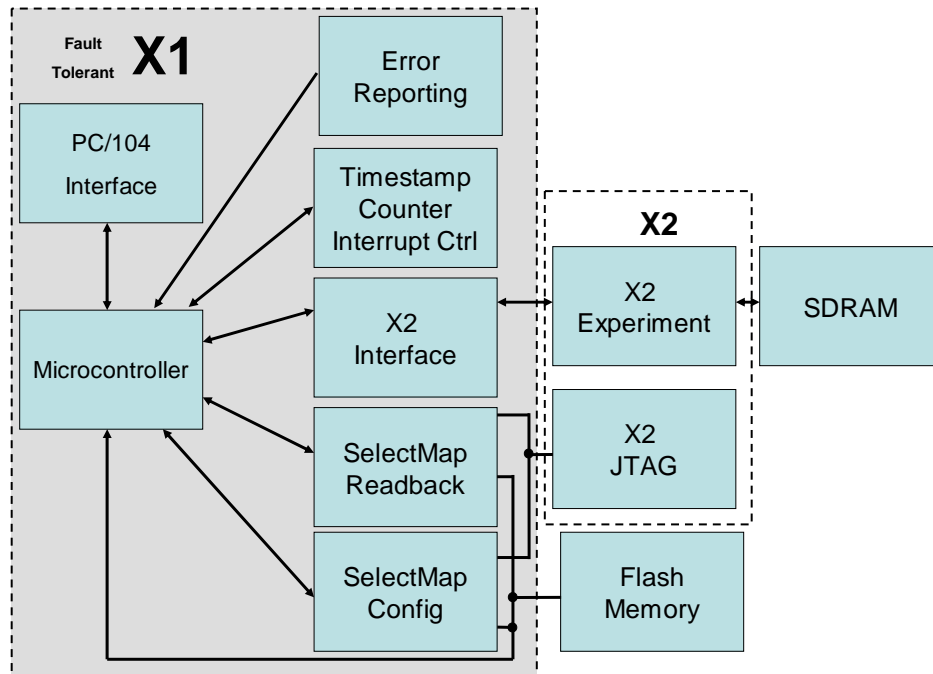 Fault
Tolerant
X1
Error
Reporting
PC/104
Interface
Timestamp
Counter
Interrupt Ctrl
X2
X2
Interface
X2
Experiment
SDRAM
Microcontroller
SelectMap
Readback
X2
JTAG
SelectMap
Config
Flash
Memory